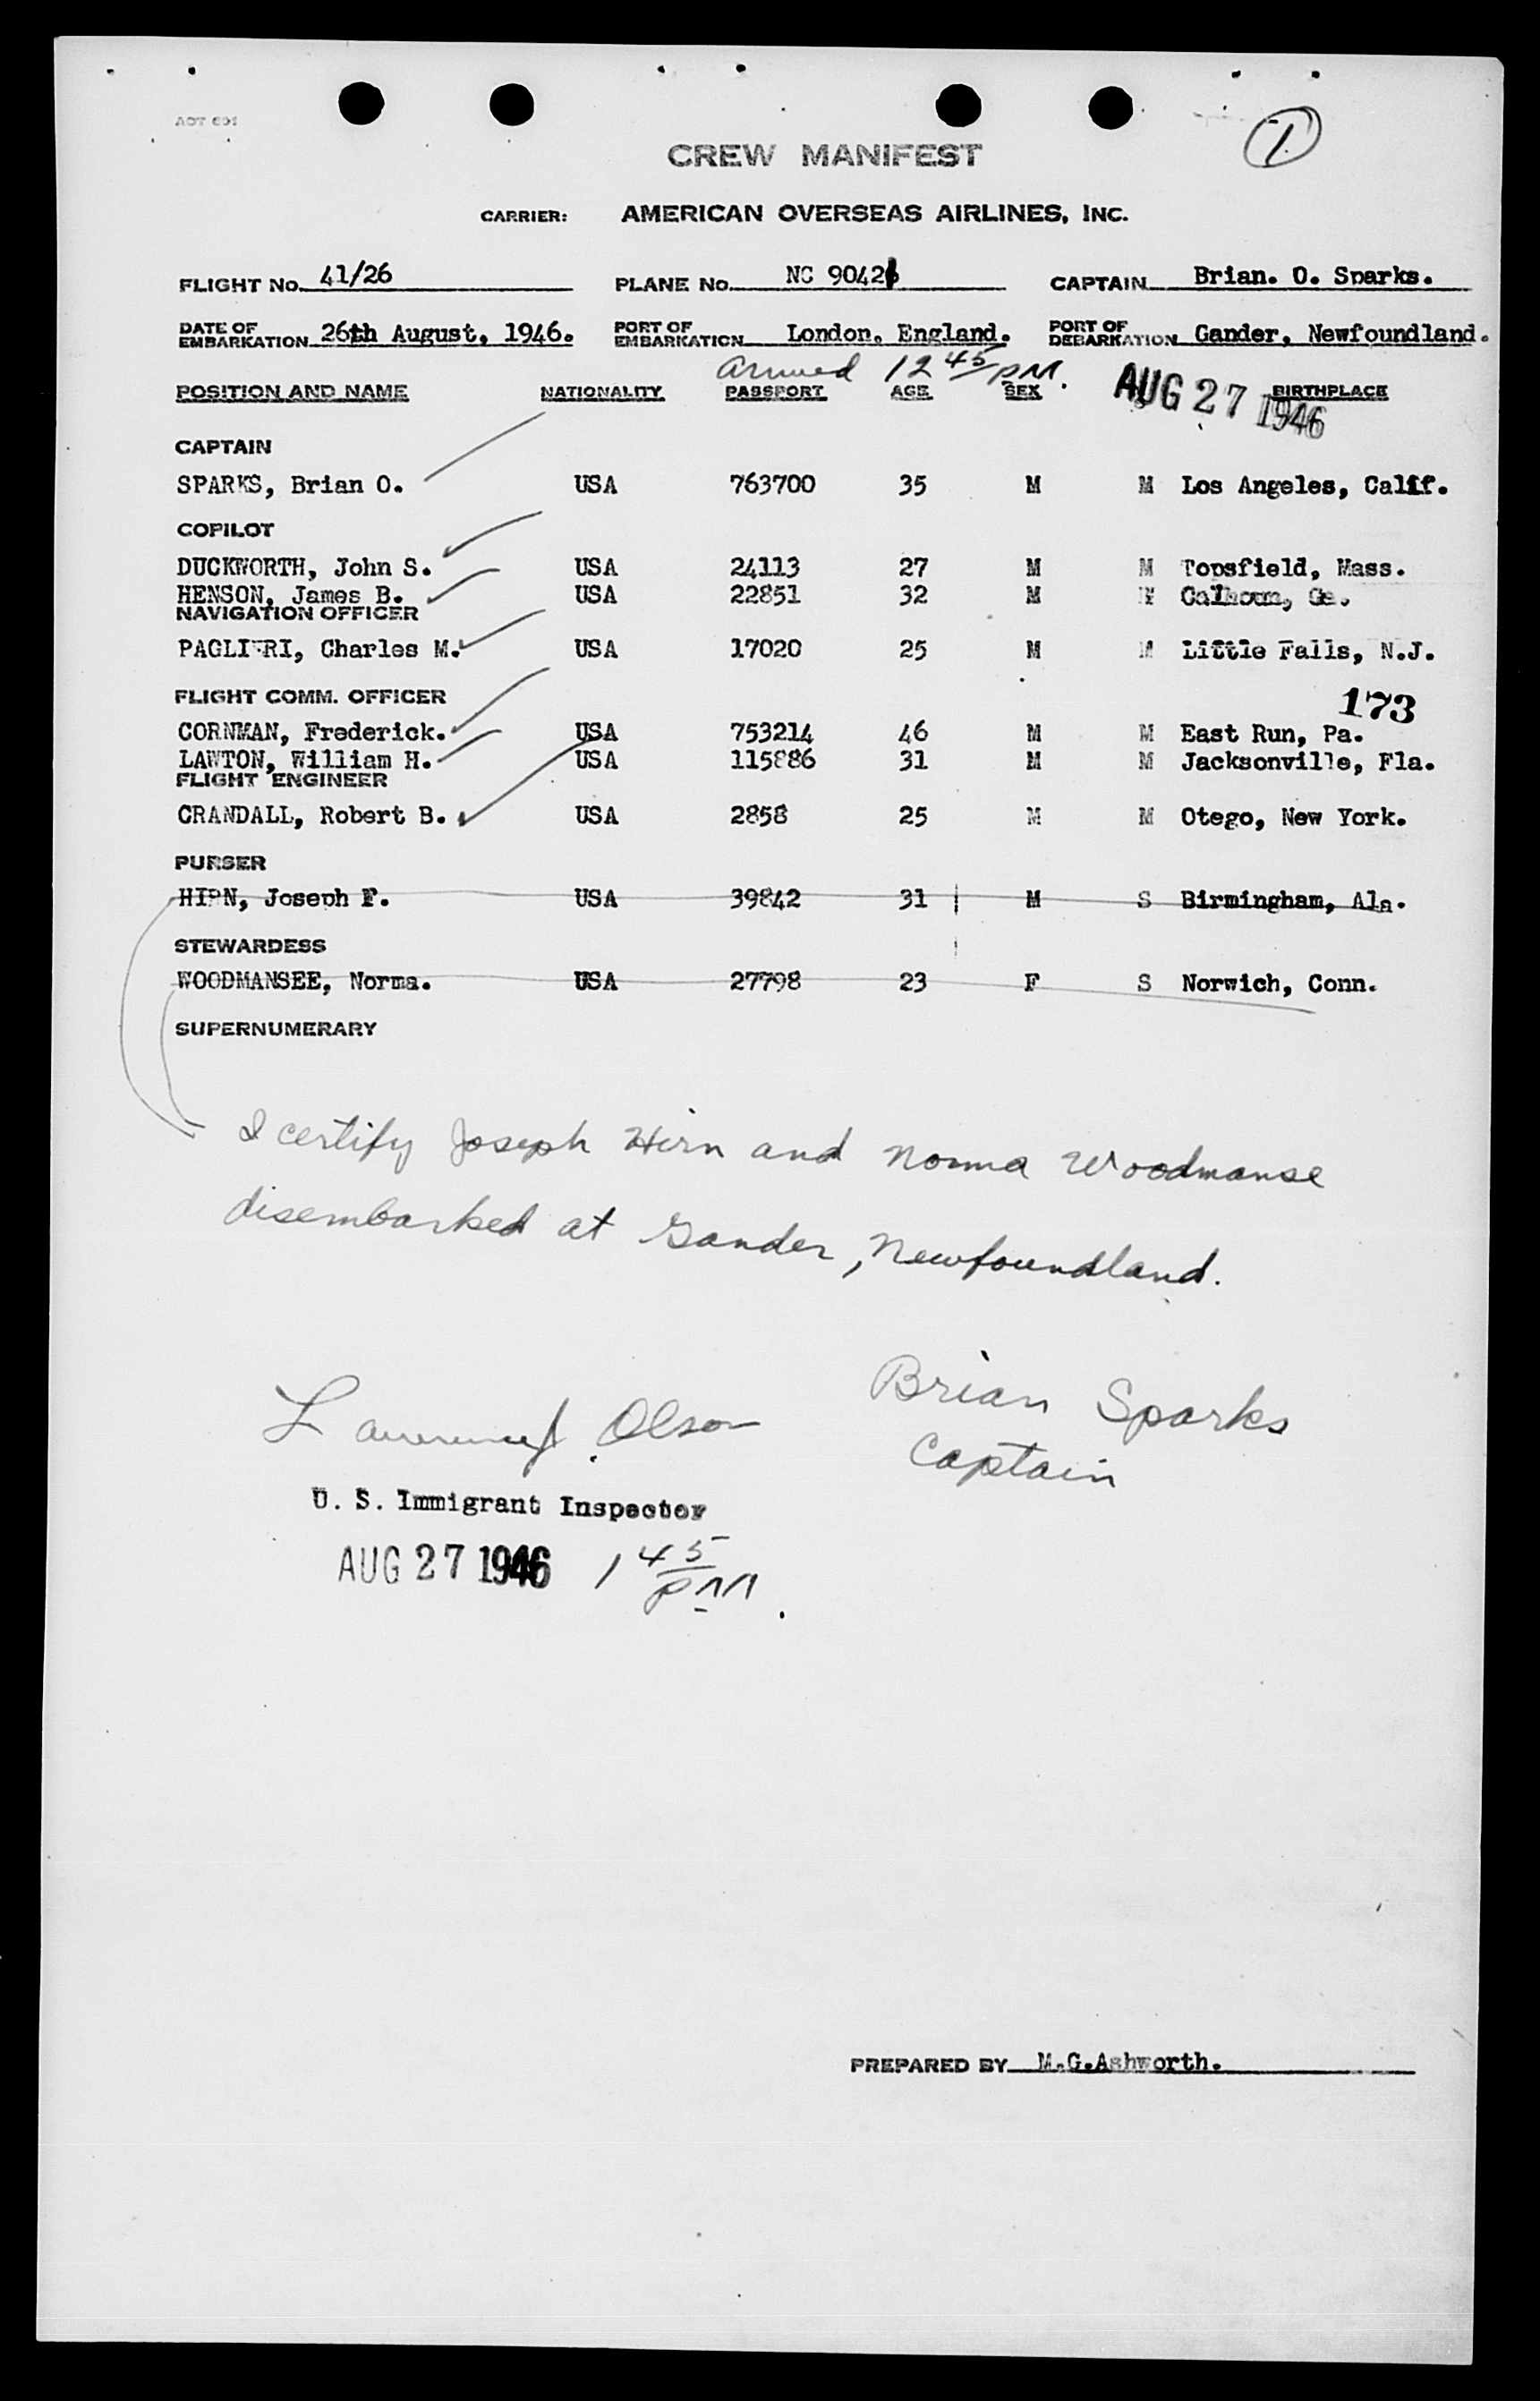 CREW MANIFEST
1
CARRIER: AMERICAN OVERSEAS AIRLINES, INC.
FLIGHT No. 41/26 PLANE No. NC 9042 CAPTAIN Brian. O. Sparks.
DATE OF EMBARKATION 26th August, 1946. PORT OF EMBARKATION London, England. PORT OF DEBARKATION Gander, Newfoundland.
arrived 12 45 PM. AUG 27 1946
POSITION AND NAME NATIONALITY PASSPORT AGE SEX BIRTHPLACE
CAPTAIN
SPARKS, Brian O. USA 763700 35 M M Los Angeles, Calif.
COPILOT
DUCKWORTH, John S. USA 24113 27 M M Topsfield, Mass.
HENSON, James B. USA 22851 32 M M Calhoun, Ga.
NAVIGATION OFFICER
PAGLIERI, Charles M. USA 17020 25 M M Little Falls, N.J.
FLIGHT COMM. OFFICER
173
CORNMAN, Frederick. USA 753214 46 M M East Run, Pa.
LAWTON, William H. USA 115886 31 M M Jacksonville, Fla.
FLIGHT ENGINEER
CRANDALL, Robert B. USA 2858 25 M M Otego, New York.
PURSER
HIRN, Joseph F. USA 39842 31 M S Birmingham, Ala.
STEWARDESS
WOODMANSEE, Norma. USA 27798 23 F S Norwich, Conn.
SUPERNUMERARY
I certify Joseph Hirn and Norma Woodmanse
disembarked at Gander, Newfoundland.
Brian Sparks
Captain
Olson
U. S. Immigrant Inspector
AUG 27 1946 1 45 PM.
PREPARED BY M.G.Ashworth.